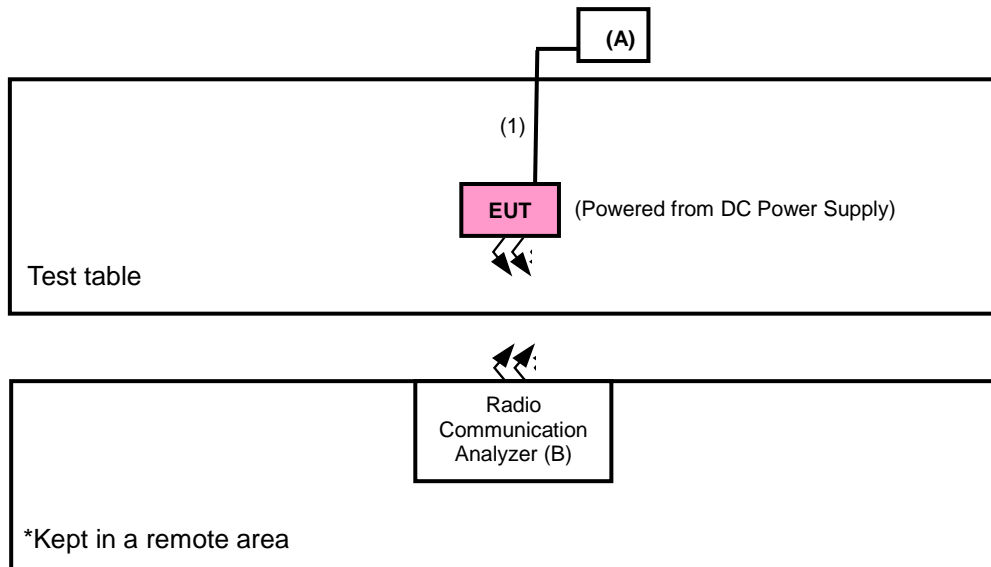 (A)
(1)
EUT
(Powered from DC Power Supply)
Test table
Radio
Communication
Analyzer (B)
*Kept in a remote area